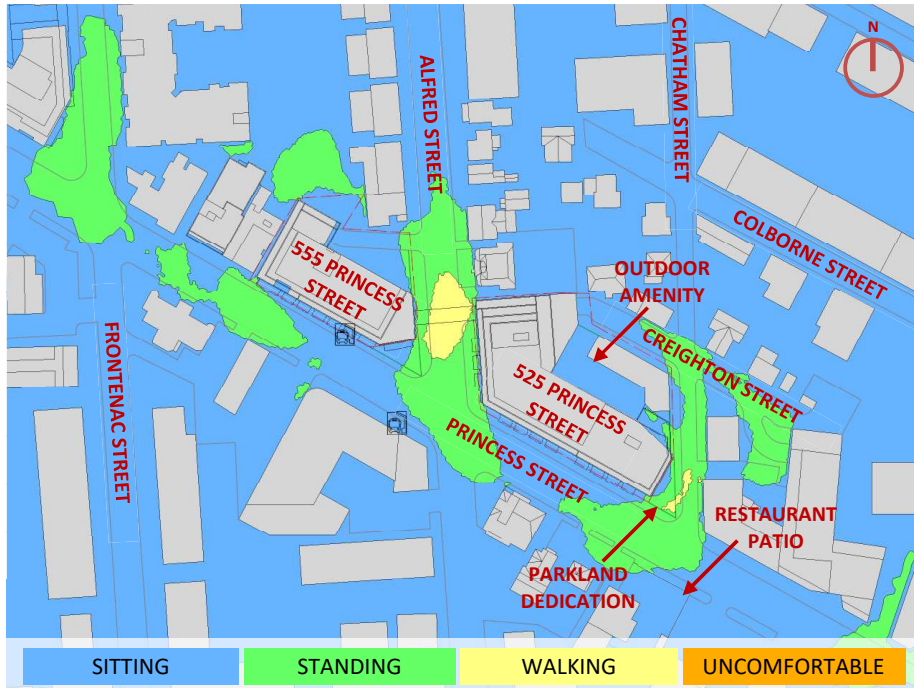 N
ALFRED STREET
CHATHAM STREET
COLBORNE STREET
555 PRINCESS
STREET
OUTDOOR
AMENITY
FRONTENAC STREET
CREIGHTON STREET
525 PRINCESS
STREET
PRINCESS STREET
RESTAURANT
PATIO
PARKLAND
DEDICATION
SITTING
STANDING
WALKING
UNCOMFORTABLE